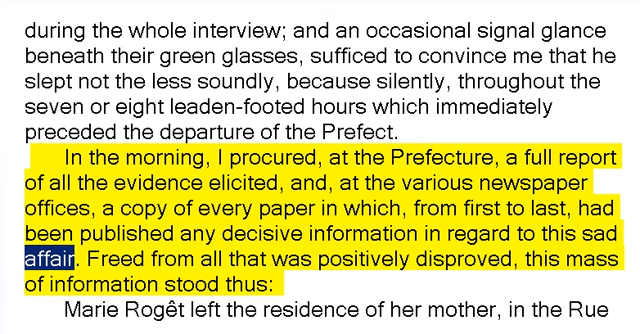 during the whole interview; and an occasional signal glance
beneath their green glasses, sufficed to convince me that he
slept not the less soundly, because silently, throughout the
seven or eight leaden-footed hours which immediately
preceded the departure of the Prefect.
In the morning, I procured, at the Prefecture, a full report
of all the evidence elicited, and, at the various newspaper
offices, a copy of every paper in which, from first to last, had
been published any decisive information in regard to this sad
affair. Freed from all that was positively disproved, this mass
of information stood thus:
Marie Rogêt left the residence of her mother, in the Rue